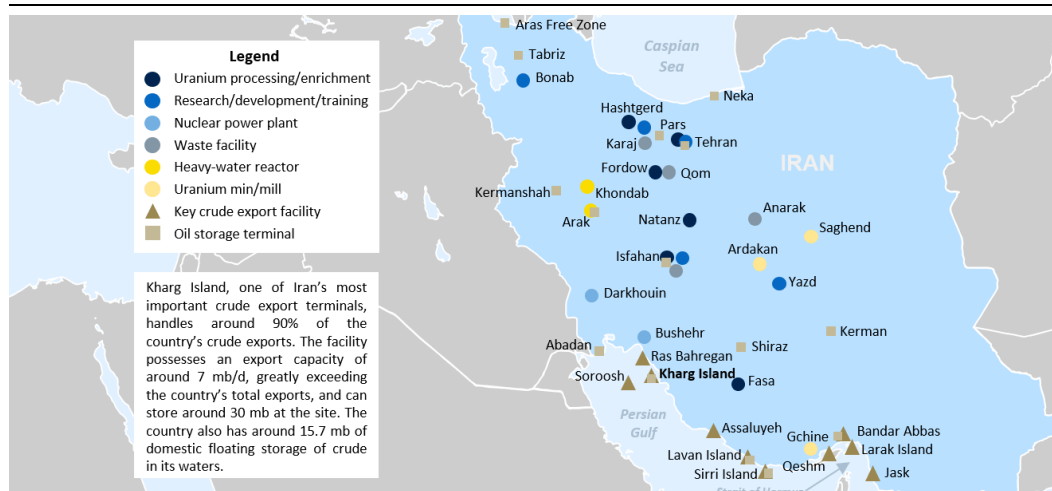 Legend
Uranium processing/enrichment
Research/development/training
Nuclear power plant
Waste facility
Heavy-water reactor
Uranium min/mill
Key crude export facility
Oil storage terminal
Kharg Island, one of Iran's most
important crude export terminals,
handles around 90% of the
country's crude exports. The facility
possesses an export capacity of
around 7 mb/d, greatly exceeding
the country's total exports, and can
store around 30 mb at the site. The
country also has around 15.7 mb of
domestic floating storage of crude
in its waters.
Aras Free Zone
Caspian
Sea
Tabriz
Bonab
Neka
Hashtgerd
Pars
Karaj
Tehran
IRAN
Fordow
Qom
Kermanshah
Khondab
Arak
Natanz
Anarak
Saghend
Isfahan
Ardakan
Yazd
Darkhouin
Bushehr
Kerman
Abadan
Shiraz
Ras Bahregan
Kharg Island
Soroosh
Fasa
Persian
Gulf
Assaluyeh
Gchine
Bandar Abbas
Lavan Island
Larak Island
Sirri Island
Qeshm
Jask